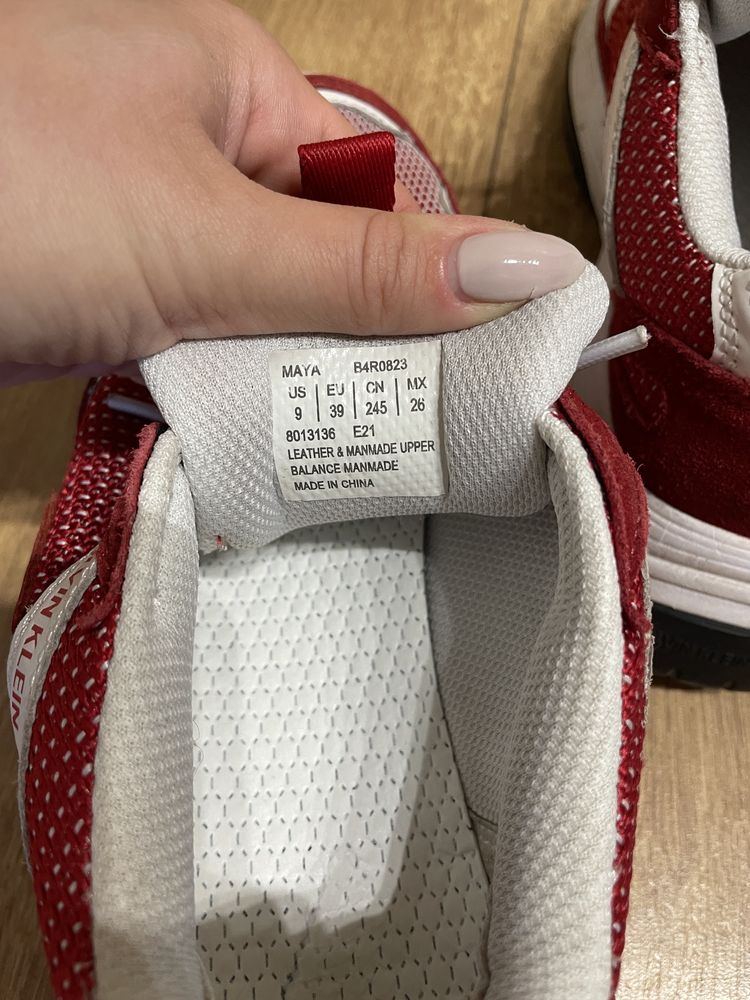 MAYA B4R0823
US EU CN MX
9 39 245 26
8013136 E21
LEATHER & MANMADE UPPER
BALANCE MANMADE
MADE IN CHINA
VIN KLEIN